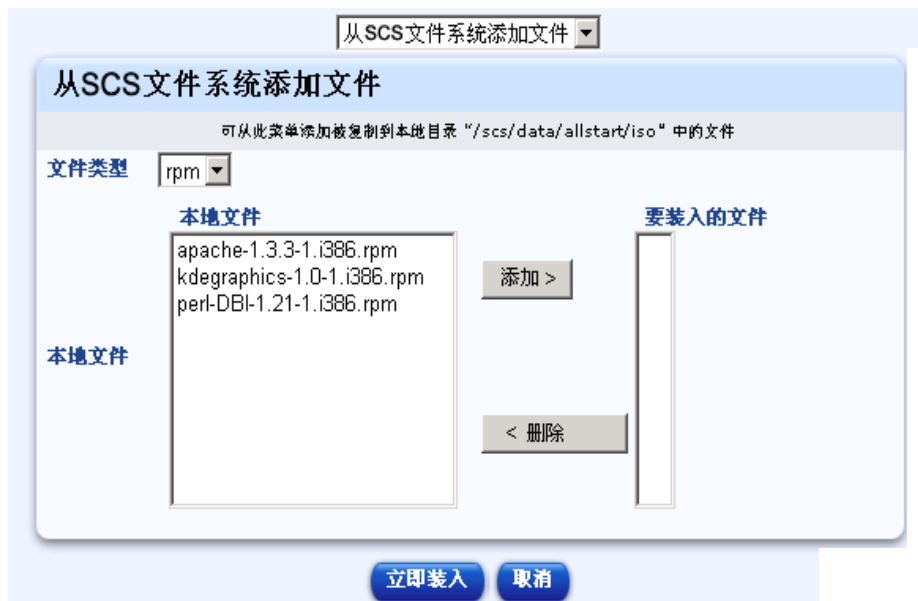 从SCS文件系统添加文件
从SCS文件系统添加文件
可从此菜单添加被复制到本地目录 "/scs/data/allstart/iso" 中的文件
文件类型 rpm
本地文件 要装入的文件
apache-1.3.3-1.i386.rpm
kdegraphics-1.0-1.i386.rpm
perl-DBI-1.21-1.i386.rpm
添加 >
本地文件
< 删除
立即装入 取消